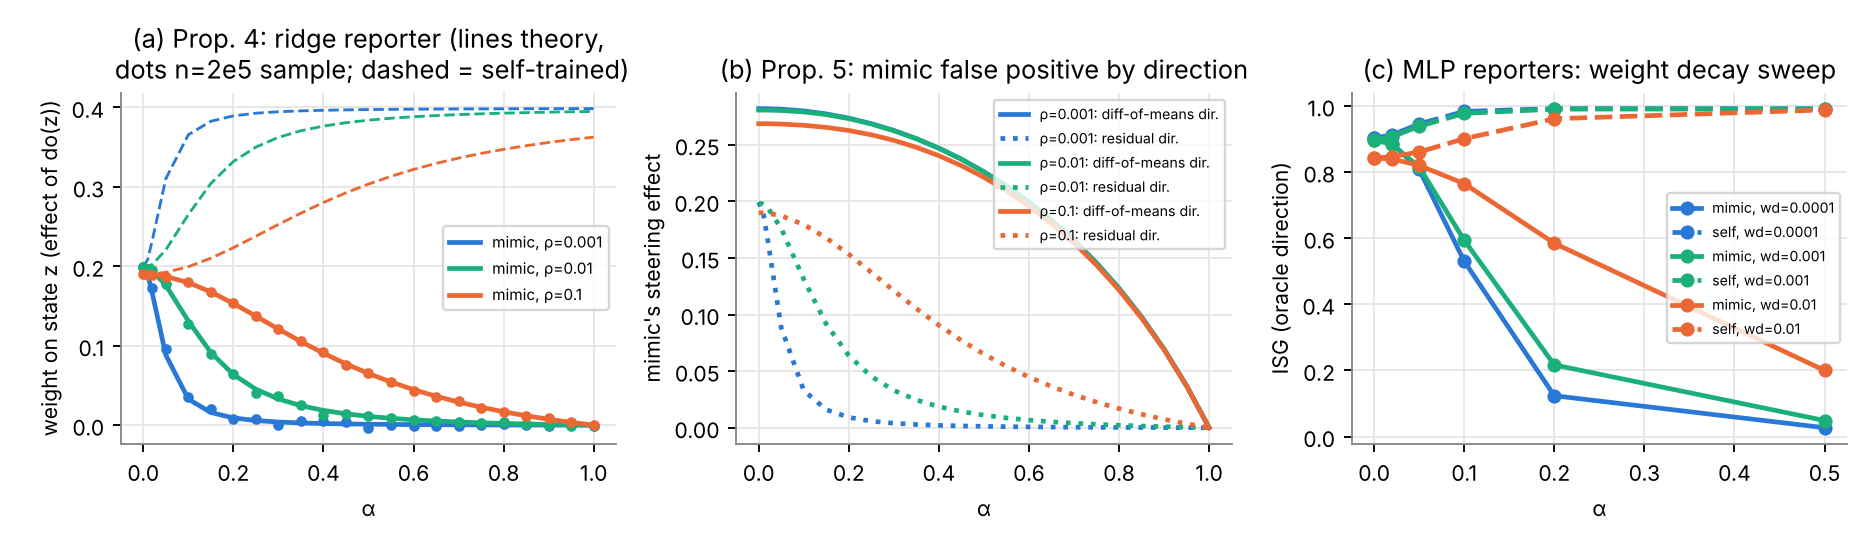 (a) Prop. 4: ridge reporter (lines theory,
dots n=2e5 sample; dashed = self-trained)
weight on state z (effect of do(z))
0.4
0.3
0.2
0.1
0.0
mimic, ρ=0.001
mimic, ρ=0.01
mimic, ρ=0.1
0.0 0.2 0.4 0.6 0.8 1.0
α
(b) Prop. 5: mimic false positive by direction
mimic's steering effect
0.25
0.20
0.15
0.10
0.05
0.00
ρ=0.001: diff-of-means dir.
ρ=0.001: residual dir.
ρ=0.01: diff-of-means dir.
ρ=0.01: residual dir.
ρ=0.1: diff-of-means dir.
ρ=0.1: residual dir.
0.0 0.2 0.4 0.6 0.8 1.0
α
(c) MLP reporters: weight decay sweep
ISG (oracle direction)
1.0
0.8
0.6
0.4
0.2
0.0
mimic, wd=0.0001
self, wd=0.0001
mimic, wd=0.001
self, wd=0.001
mimic, wd=0.01
self, wd=0.01
0.0 0.1 0.2 0.3 0.4 0.5
α